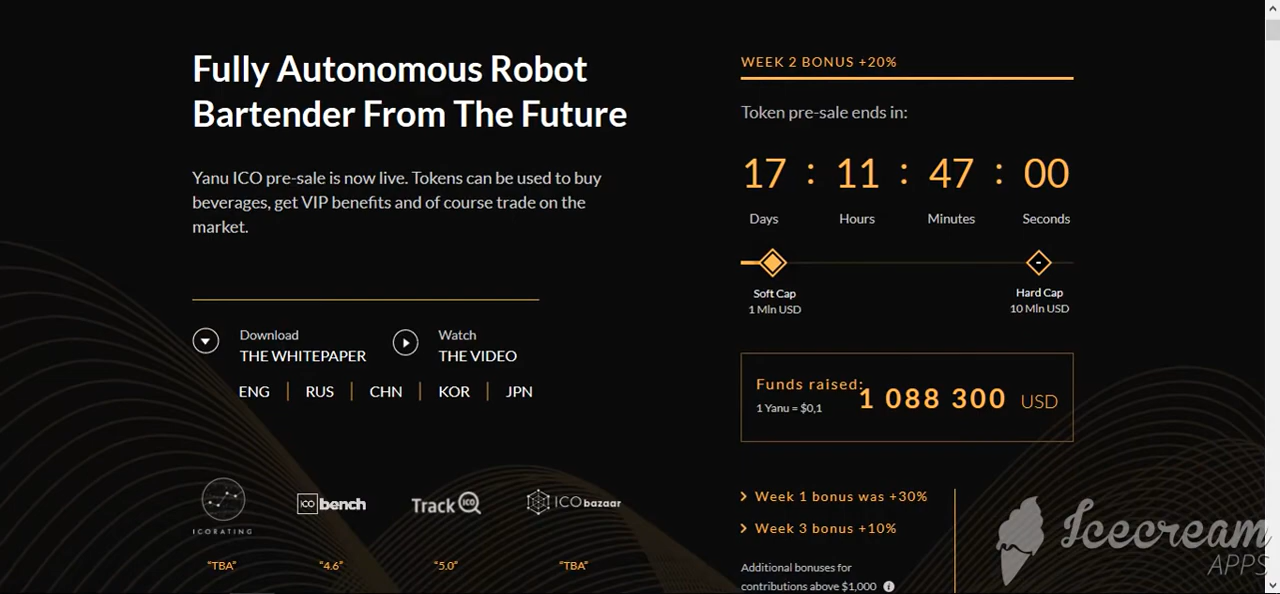 Fully Autonomous Robot
Bartender From The Future
Yanu ICO pre-sale is now live. Tokens can be used to buy
beverages, get VIP benefits and of course trade on the
market.
Download
THE WHITEPAPER
Watch
THE VIDEO
ENG | RUS | CHN | KOR | JPN
ICORATING
ICO bench
Track ICO
ICO bazaar
"TBA" "4.6" "5.0" "TBA"
WEEK 2 BONUS +20%
Token pre-sale ends in:
17 : 11 : 47 : 00
Days Hours Minutes Seconds
Soft Cap
1 Mln USD
Hard Cap
10 Mln USD
Funds raised:
1 Yanu = $0,1
1 088 300 USD
Week 1 bonus was +30%
Week 3 bonus +10%
Additional bonuses for
contributions above $1,000
Icecream
APPS